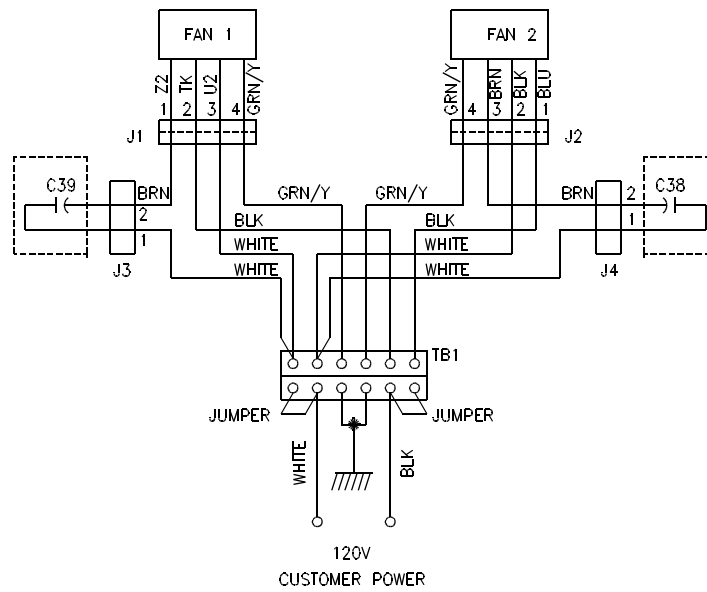 FAN 1
FAN 2
Z2
TK
U2
GRN/Y
GRN/Y
BRN
BLK
BLU
1 2 3 4
4 3 2 1
J1
J2
C39
BRN
2
1
J3
GRN/Y
GRN/Y
BRN
2
1
C38
J4
BLK
BLK
WHITE
WHITE
WHITE
WHITE
TB1
JUMPER
JUMPER
WHITE
BLK
120V
CUSTOMER POWER